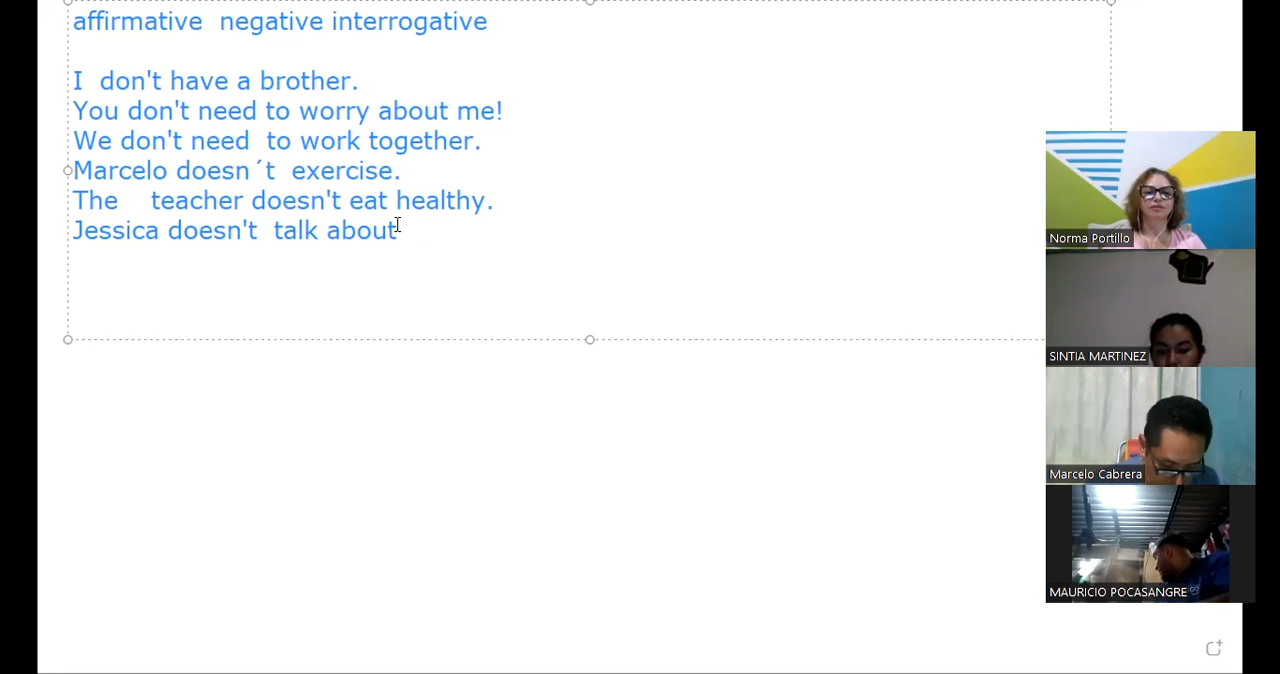 affirmative  negative interrogative
I  don't have a brother.
You don't need to worry about me!
We don't need  to work together.
Marcelo doesn´t  exercise.
The    teacher doesn't eat healthy.
Jessica doesn't  talk about
Norma Portillo
SINTIA MARTINEZ
Marcelo Cabrera
MAURICIO POCASANGRE